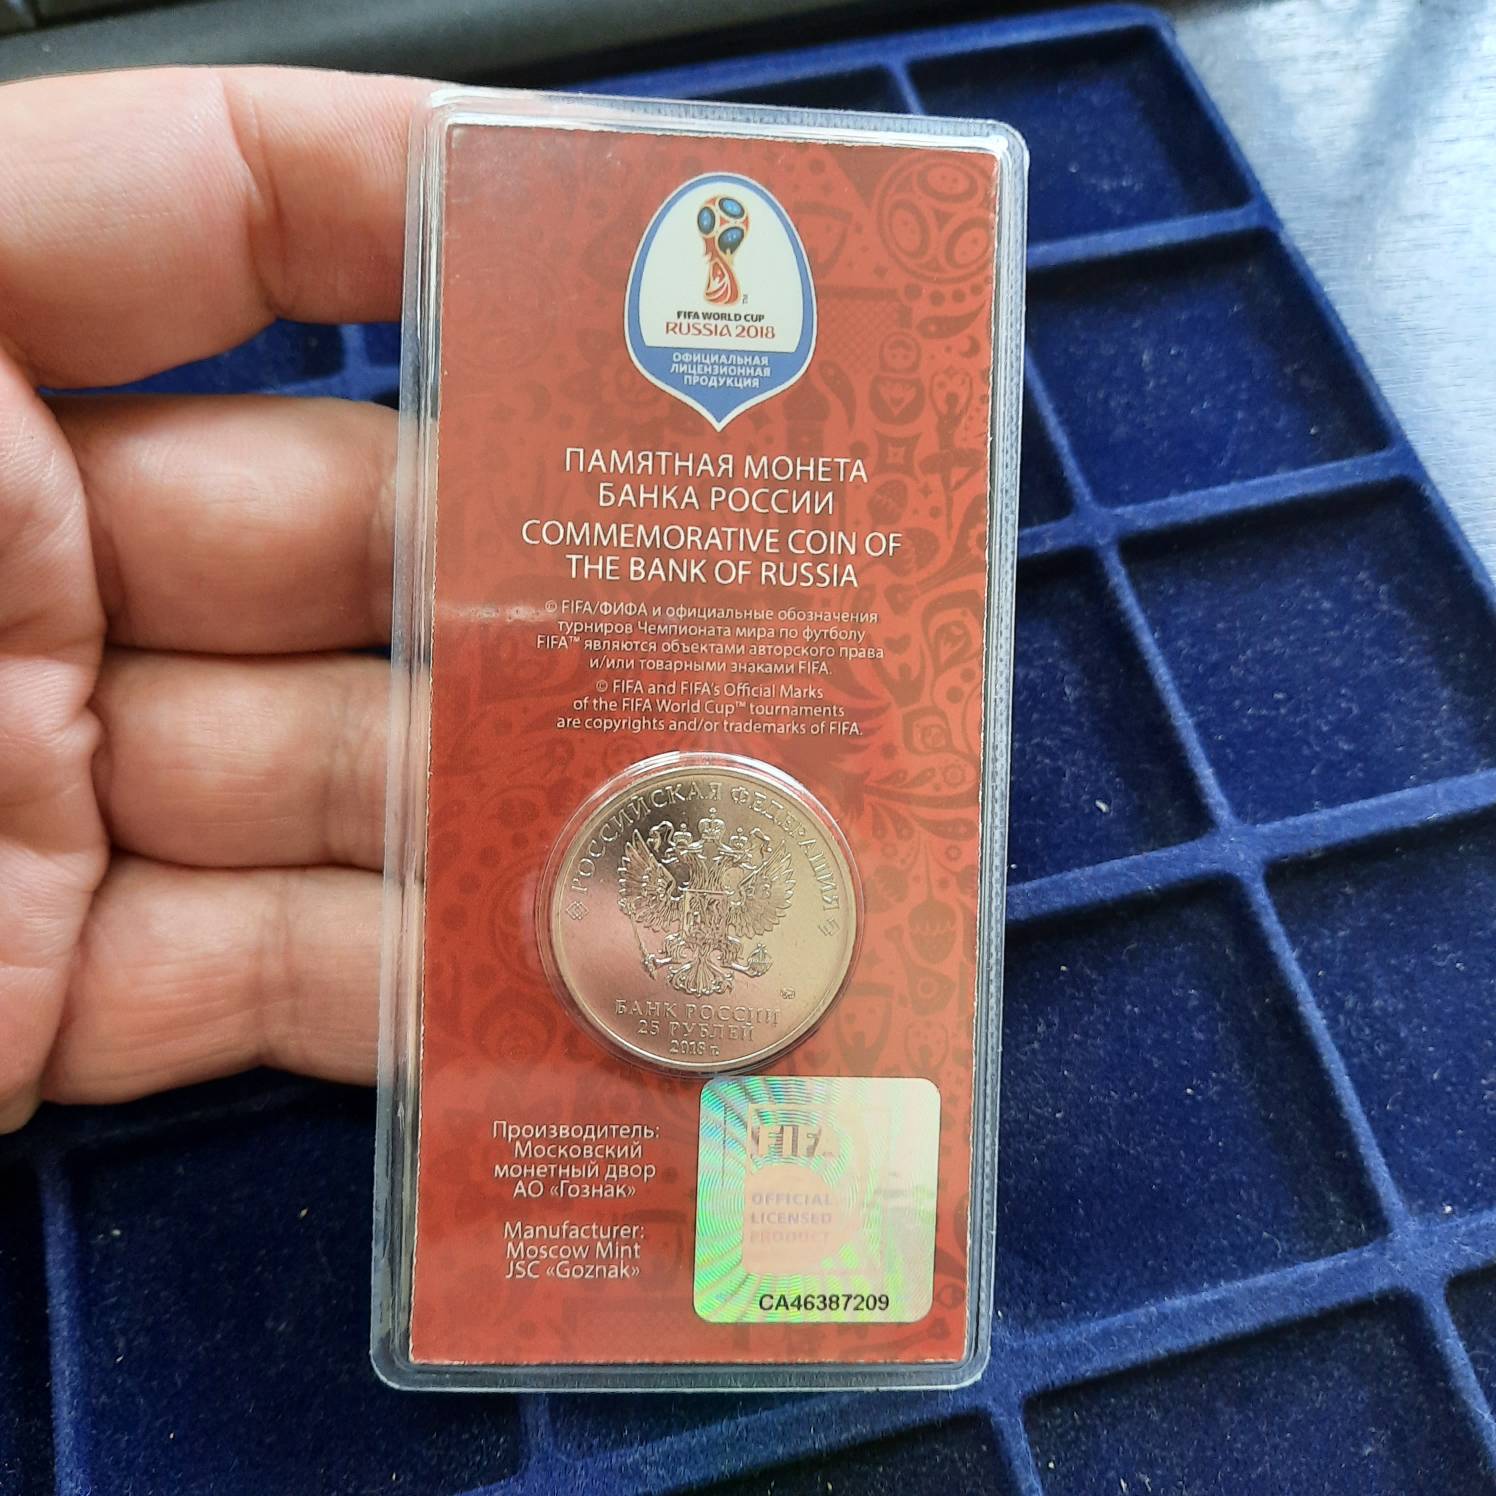 FIFA WORLD CUP
RUSSIA 2018
ОФИЦИАЛЬНАЯ
ЛИЦЕНЗИОННАЯ
ПРОДУКЦИЯ
ПАМЯТНАЯ МОНЕТА
БАНКА РОССИИ
COMMEMORATIVE COIN OF
THE BANK OF RUSSIA
© FIFA/ФИФА и официальные обозначения
турниров Чемпионата мира по футболу
FIFA™ являются объектами авторского права
и/или товарными знаками FIFA.
© FIFA and FIFA's Official Marks
of the FIFA World Cup™ tournaments
are copyrights and/or trademarks of FIFA.
РОССИЙСКАЯ ФЕДЕРАЦИЯ
БАНК РОССИИ
25 РУБЛЕЙ
2018 г.
Производитель:
Московский
монетный двор
АО «Гознак»
Manufacturer:
Moscow Mint
JSC «Goznak»
FIFA
OFFICIAL
LICENSED
PRODUCT
CA46387209